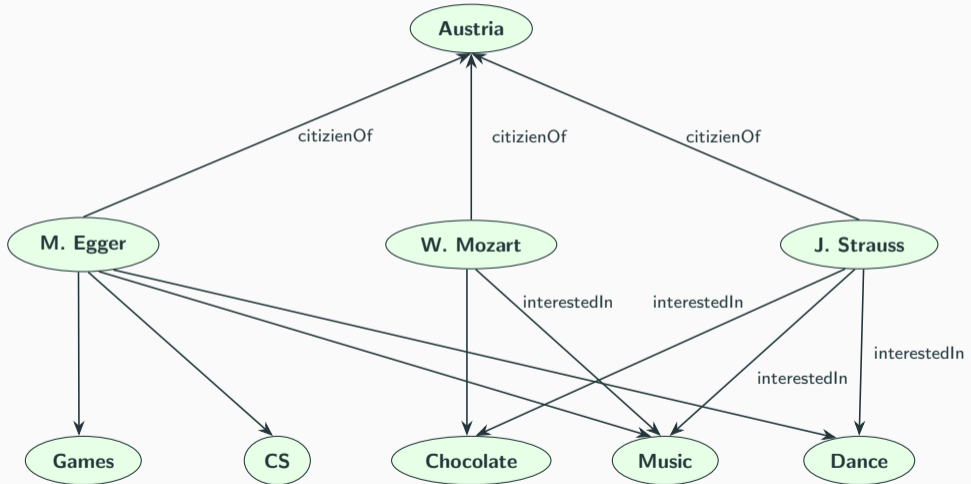 Austria
citizienOf
citizienOf
citizienOf
M. Egger
W. Mozart
J. Strauss
interestedIn
interestedIn
interestedIn
interestedIn
Games
CS
Chocolate
Music
Dance